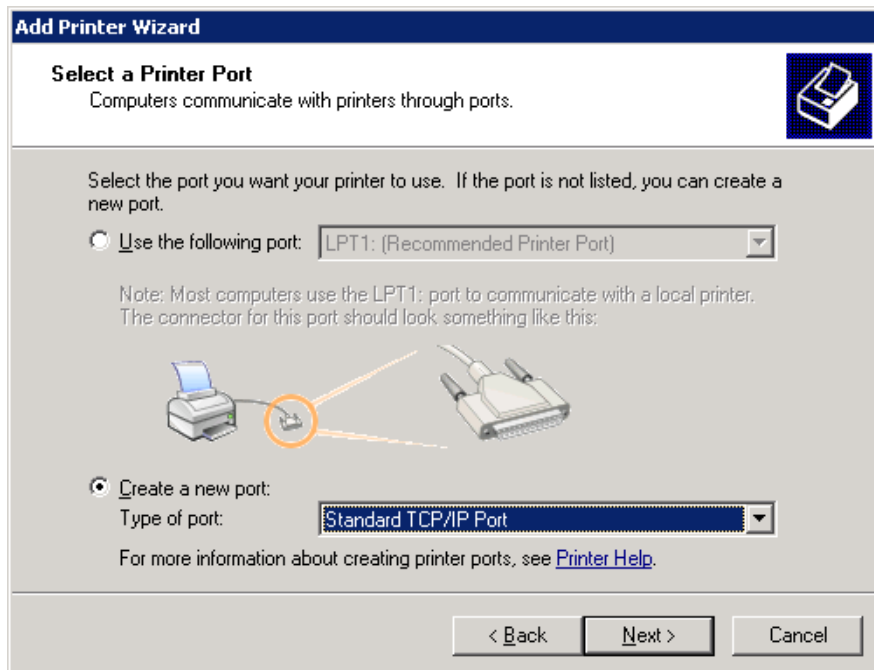 Add Printer Wizard
Select a Printer Port
Computers communicate with printers through ports.
Select the port you want your printer to use.  If the port is not listed, you can create a
new port.
Use the following port: LPT1: (Recommended Printer Port)
Note: Most computers use the LPT1: port to communicate with a local printer.
The connector for this port should look something like this:
Create a new port:
Type of port: Standard TCP/IP Port
For more information about creating printer ports, see Printer Help.
< Back Next > Cancel